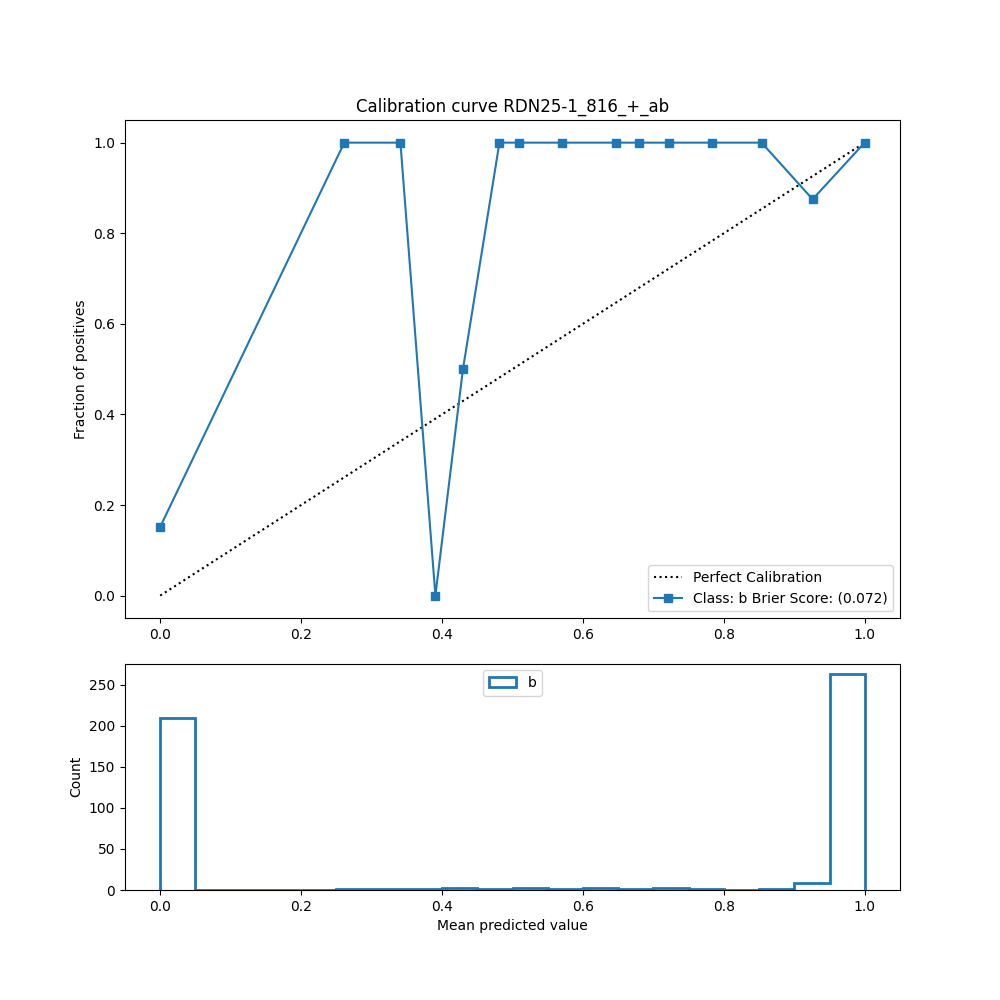 Calibration curve RDN25-1_816_+_ab
1.0
0.8
0.6
0.4
0.2
0.0
Fraction of positives
Perfect Calibration
Class: b Brier Score: (0.072)
0.0 0.2 0.4 0.6 0.8 1.0
b
250
200
150
100
50
0
Count
0.0 0.2 0.4 0.6 0.8 1.0
Mean predicted value